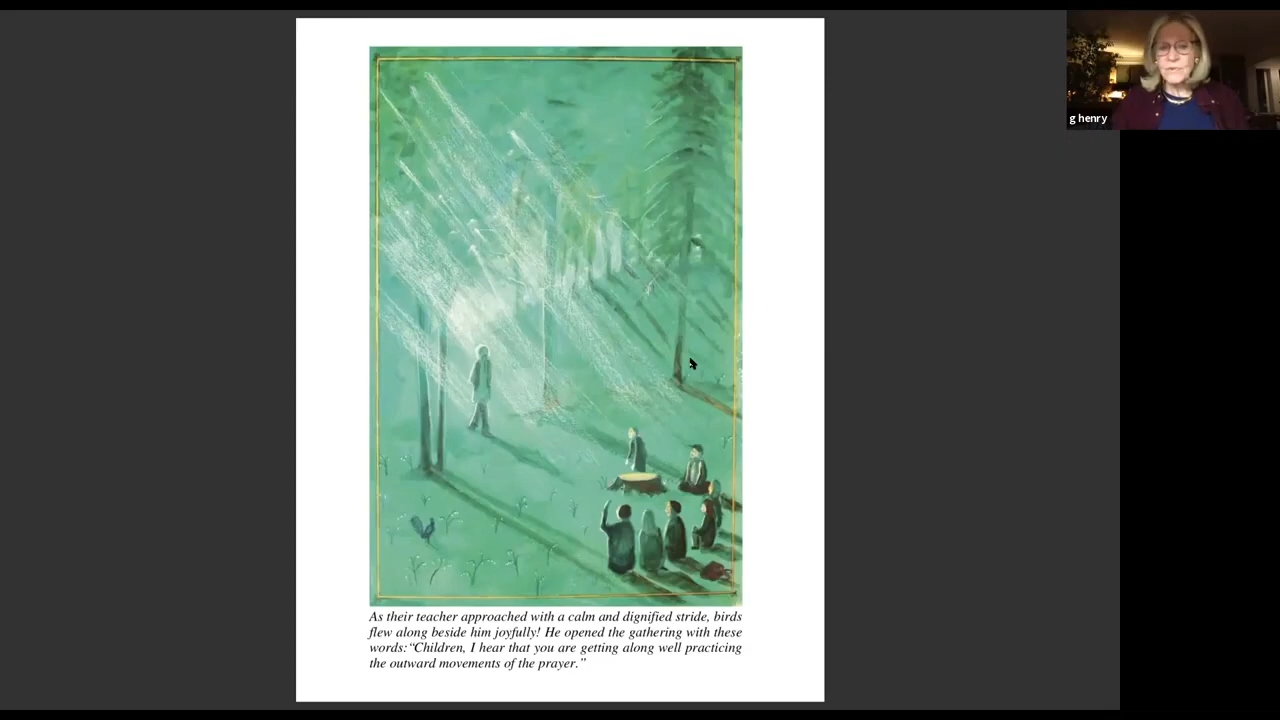 g henry
As their teacher approached with a calm and dignified stride, birds
flew along beside him joyfully! He opened the gathering with these
words:“Children, I hear that you are getting along well practicing
the outward movements of the prayer.”